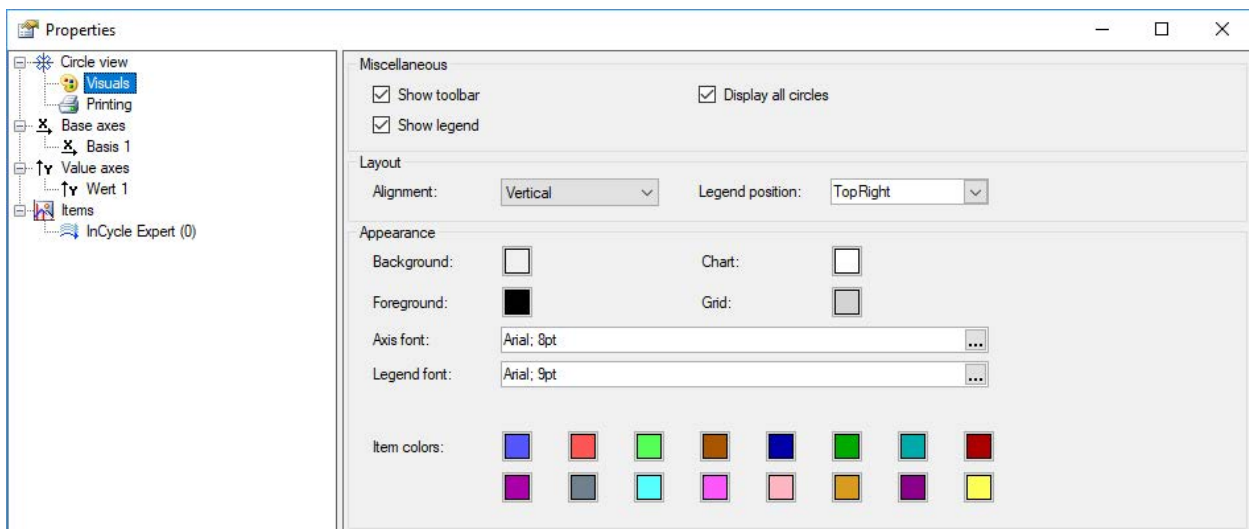 Properties
Circle view
Visuals
Printing
Base axes
Basis 1
Value axes
Wert 1
Items
InCycle Expert (0)
Miscellaneous
Show toolbar
Display all circles
Show legend
Layout
Alignment: Vertical
Legend position: TopRight
Appearance
Background:
Chart:
Foreground:
Grid:
Axis font: Arial; 8pt ...
Legend font: Arial; 9pt ...
Item colors: